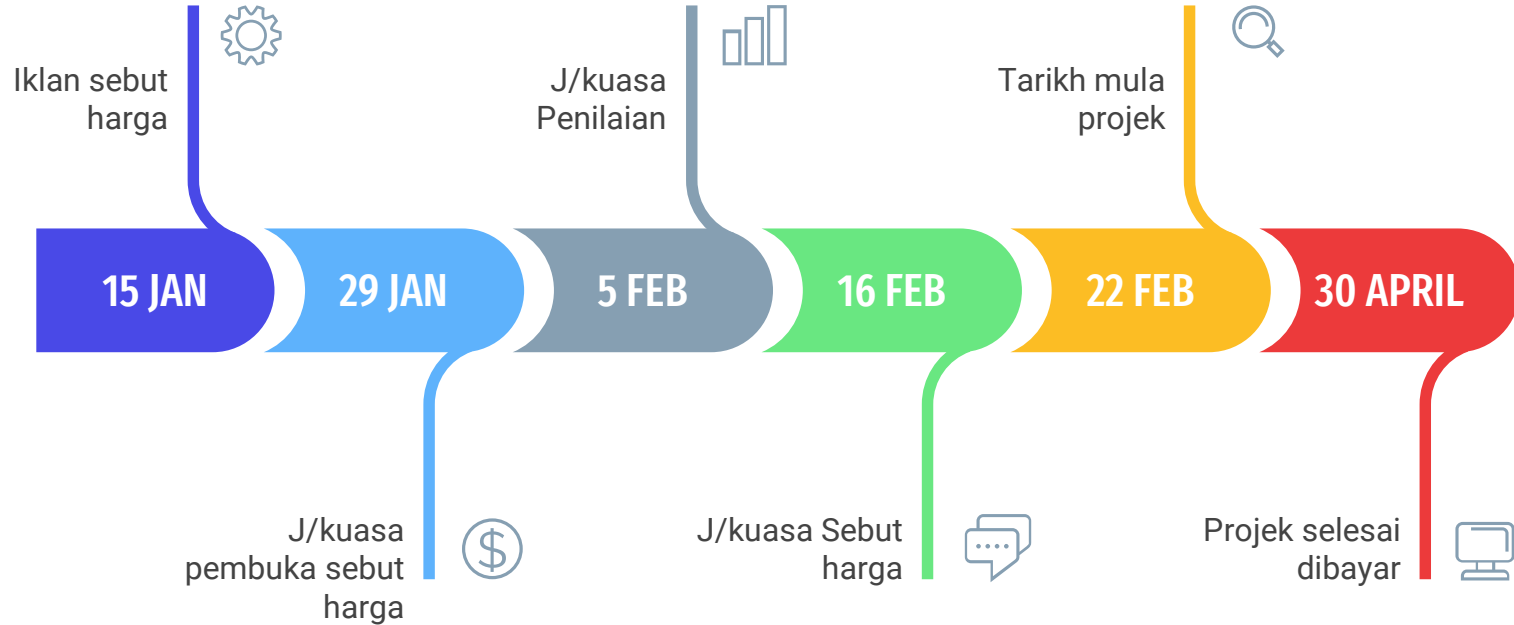 Iklan sebut
harga
J/kuasa
Penilaian
Tarikh mula
projek
15 JAN
29 JAN
5 FEB
16 FEB
22 FEB
30 APRIL
J/kuasa
pembuka sebut
harga
$
J/kuasa Sebut
harga
Projek selesai
dibayar